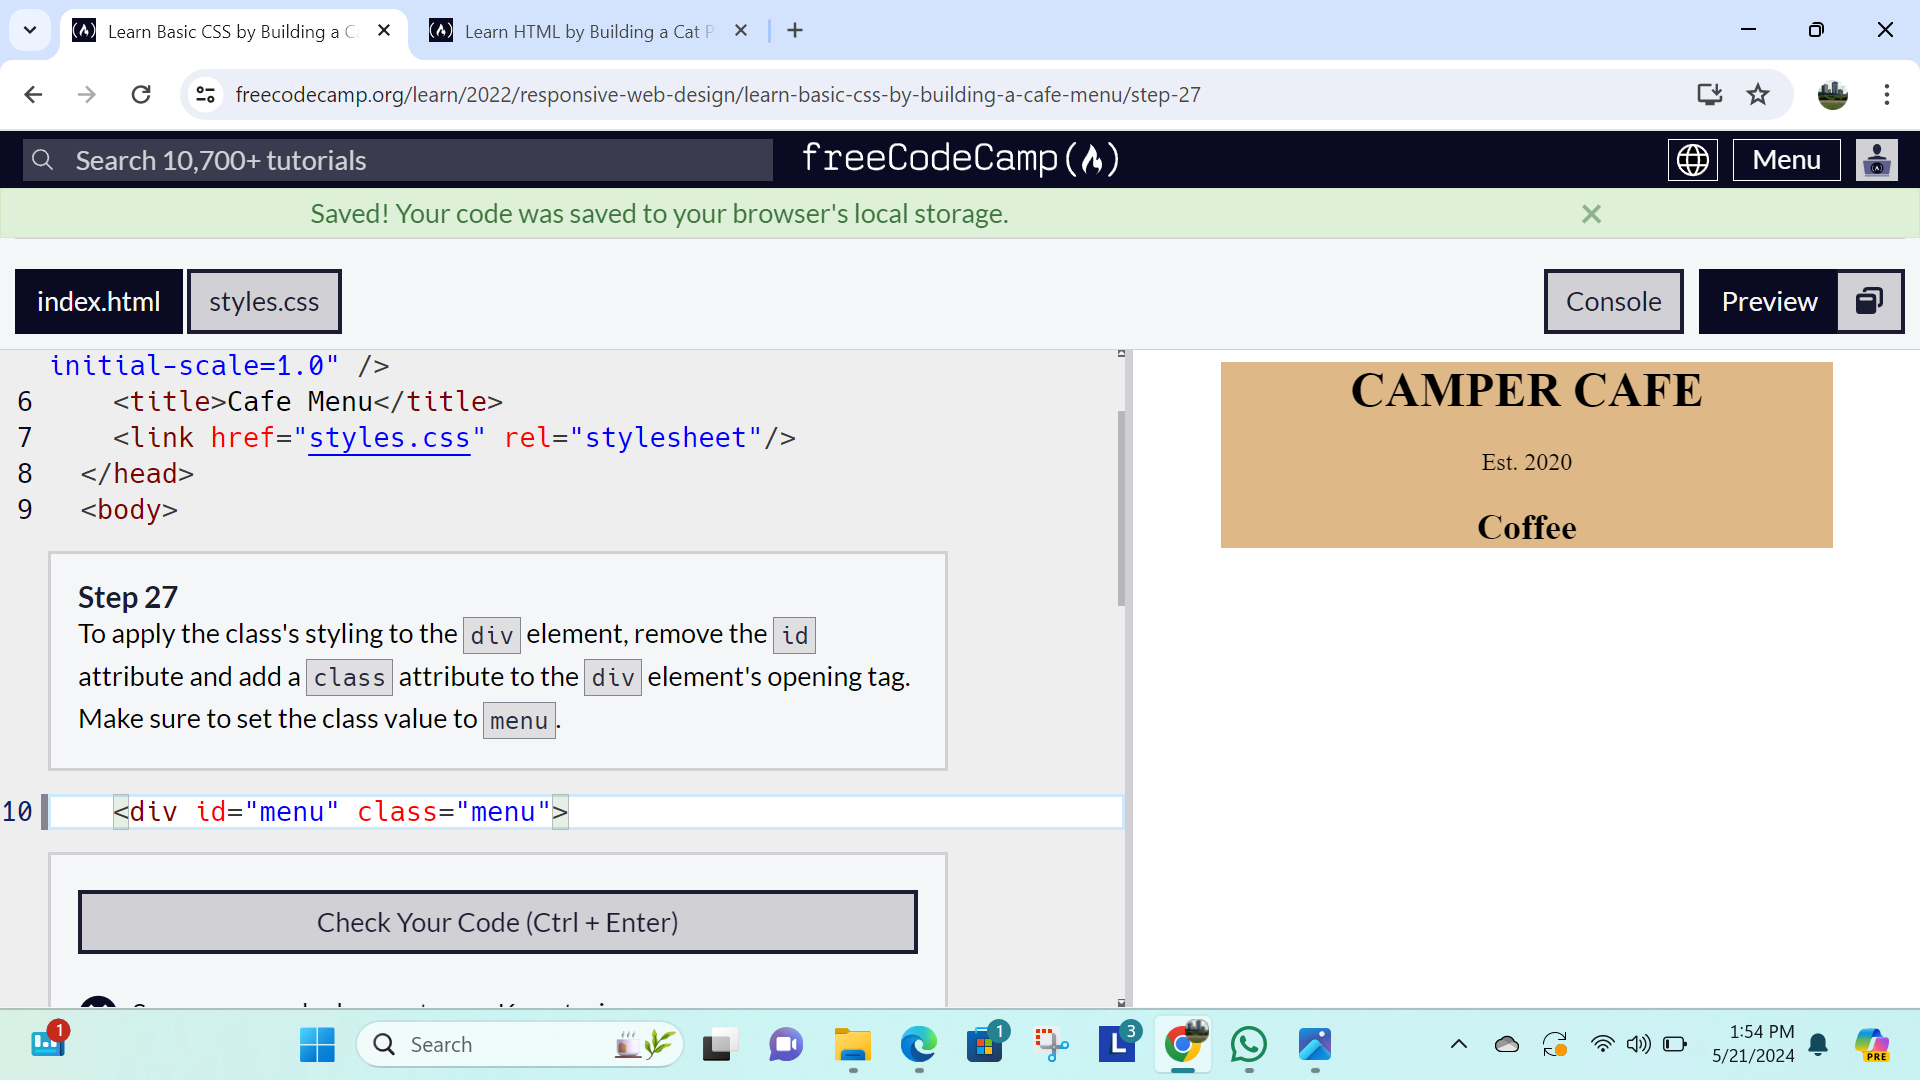 Learn Basic CSS by Building a C
Learn HTML by Building a Cat P
freecodecamp.org/learn/2022/responsive-web-design/learn-basic-css-by-building-a-cafe-menu/step-27
Search 10,700+ tutorials
freeCodeCamp(🔥)
Menu
Saved! Your code was saved to your browser's local storage.
index.html
styles.css
Console
Preview
initial-scale=1.0" />
6 <title>Cafe Menu</title>
7 <link href="styles.css" rel="stylesheet"/>
8 </head>
9 <body>
Step 27
To apply the class's styling to the div element, remove the id
attribute and add a class attribute to the div element's opening tag.
Make sure to set the class value to menu.
10 <div id="menu" class="menu">
Check Your Code (Ctrl + Enter)
CAMPER CAFE
Est. 2020
Coffee
1
Search
1
L 3
1:54 PM
5/21/2024
PRE